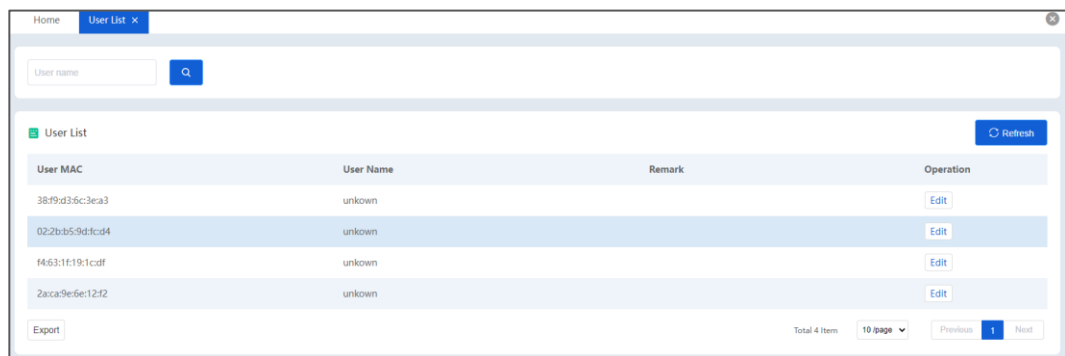 Home User List ×
User name
User List Refresh
User MAC User Name Remark Operation
38:f9:d3:6c:3e:a3 unkown Edit
02:2b:b5:9d:fc:d4 unkown Edit
f4:63:1f:19:1c:df unkown Edit
2a:ca:9e:6e:12:f2 unkown Edit
Export Total 4 Item 10 /page Previous 1 Next